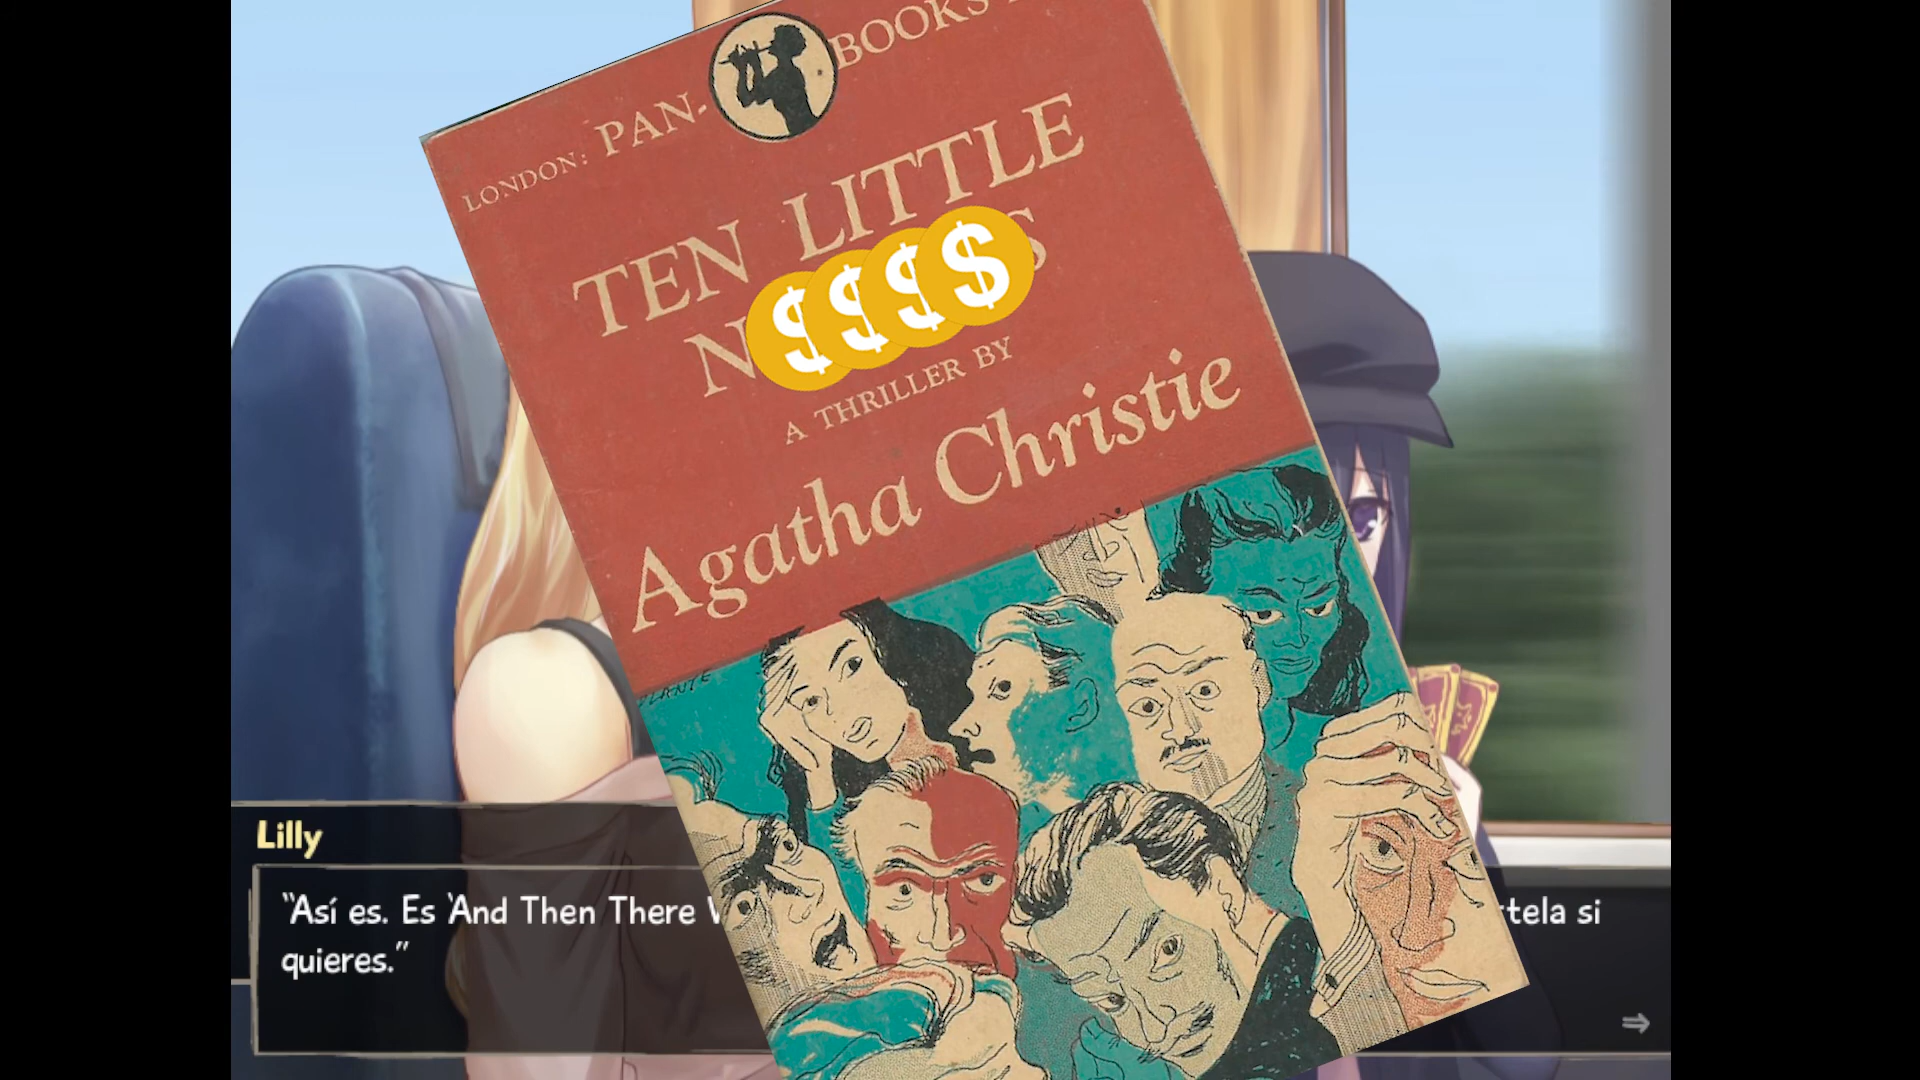 LONDON: PAN-BOOKS
TEN LITTLE
N$$$$S
A THRILLER BY
Agatha Christie
Lilly
“Así es. Es ‘And Then There
tela si
quieres.”